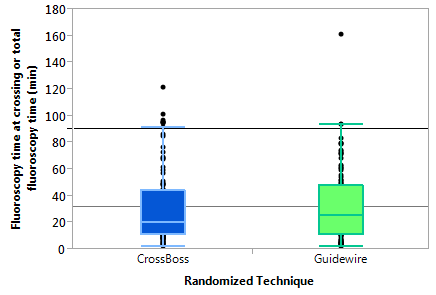 180
160
140
120
100
80
60
40
20
0
Fluoroscopy time at crossing or total
fluoroscopy time (min)
CrossBoss
Guidewire
Randomized Technique